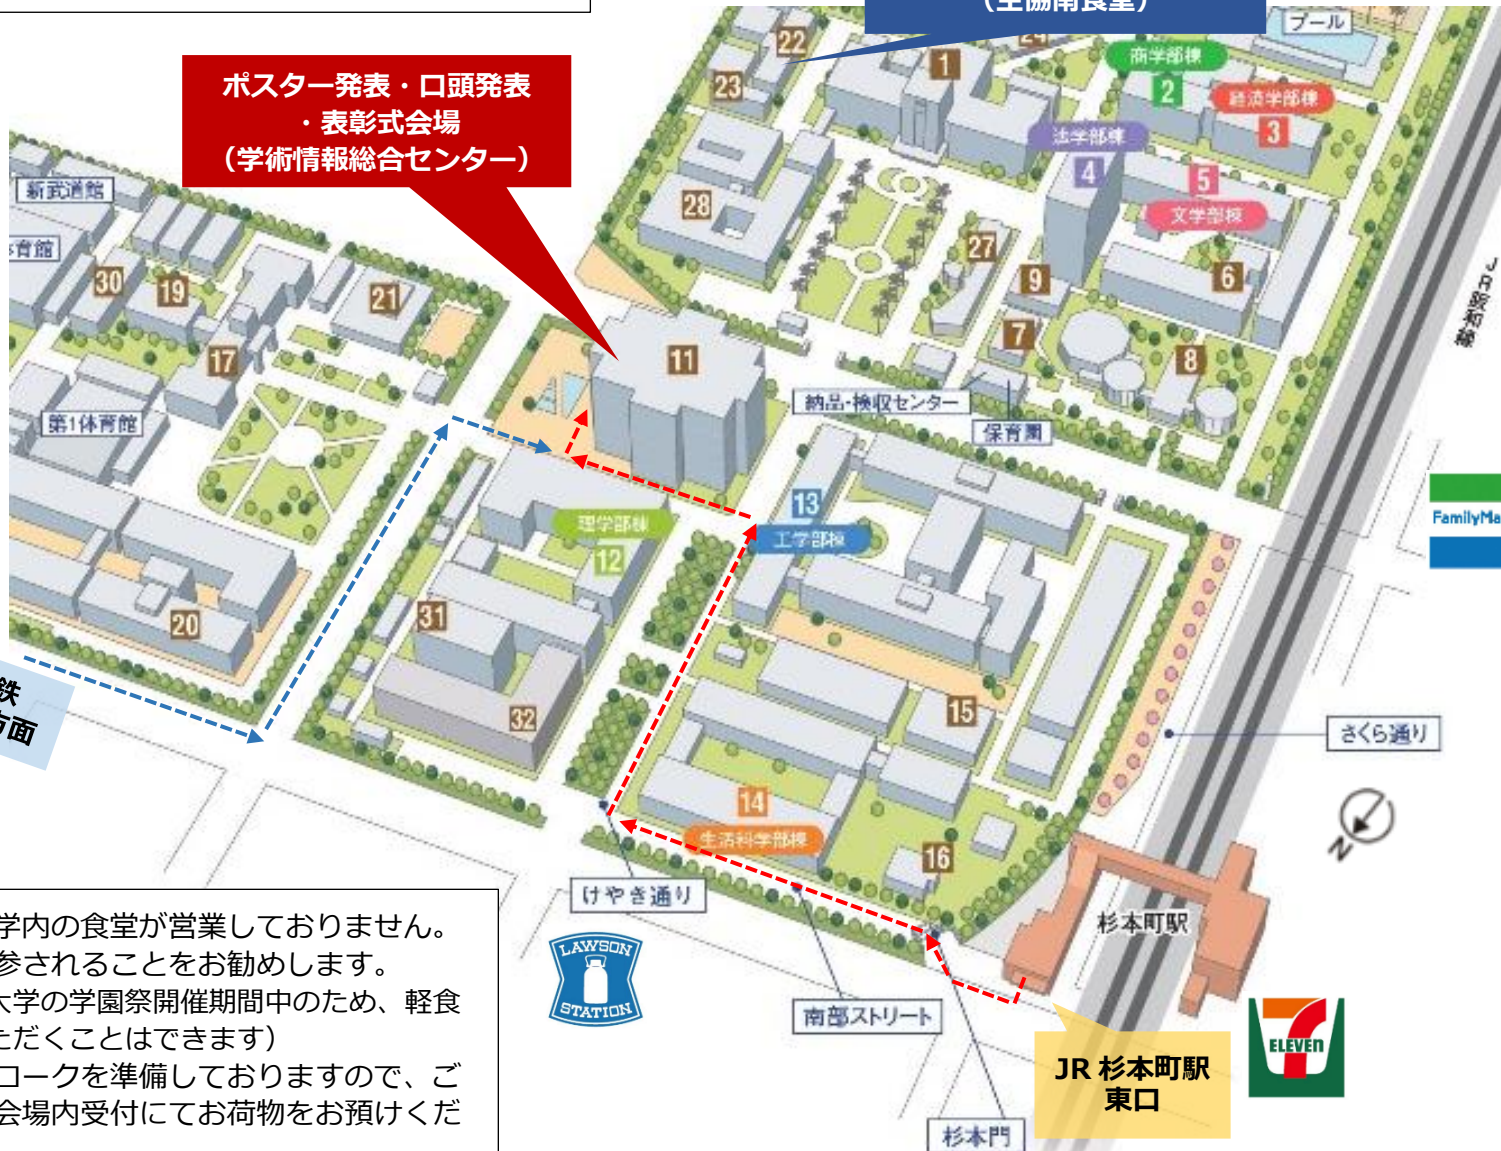 （生協南食堂）
ポスター発表・口頭発表
・表彰式会場
（学術情報総合センター）
プール
商学部棟
経済学部棟
法学部棟
文学部棟
新武道館
体育館
第1体育館
22
23
1
2
3
4
5
28
27
9
6
7
8
30
19
21
17
11
納品・検収センター
保育園
13
工学部棟
理学部棟
12
31
20
32
15
14
生活科学部棟
16
FamilyMa
さくら通り
N
鉄
方面
けやき通り
LAWSON
STATION
南部ストリート
杉本町駅
7
ELEVEN
JR 杉本町駅
東口
杉本門
学内の食堂が営業しておりません。
参されることをお勧めします。
大学の学園祭開催期間中のため、軽食
ただくことはできます）
ロークを準備しておりますので、ご
会場内受付にてお荷物をお預けくだ